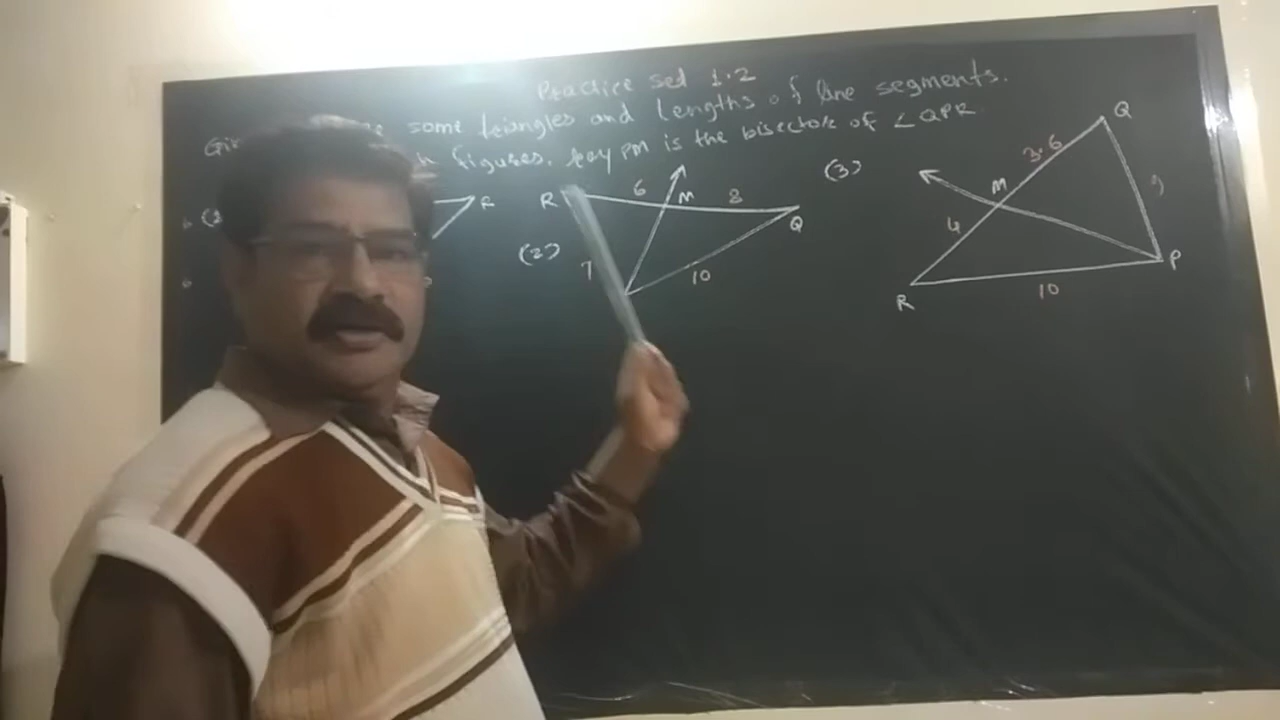 Practice set 1.2
some triangles and lengths of line segments.
figures. ray PM is the bisector of ∠QPR
(3)
Q
3.6
M
4
9
P
R
10
R
6
M
8
Q
(2)
7
10
R